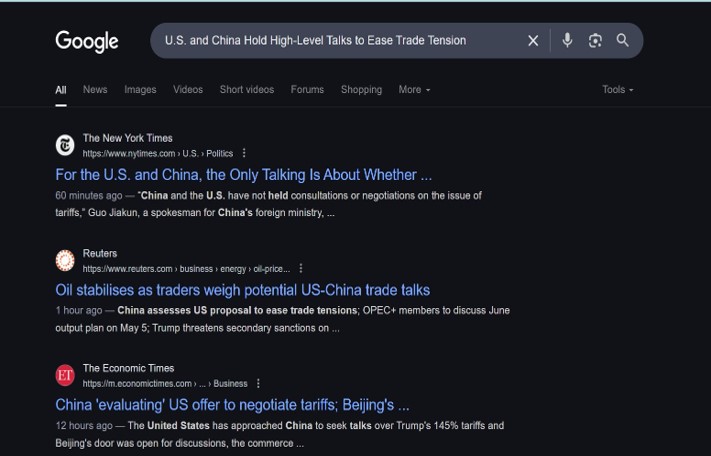 Google
U.S. and China Hold High-Level Talks to Ease Trade Tension
All News Images Videos Short videos Forums Shopping More Tools
The New York Times
https://www.nytimes.com › U.S. › Politics
For the U.S. and China, the Only Talking Is About Whether ...
60 minutes ago — "China and the U.S. have not held consultations or negotiations on the issue of
tariffs," Guo Jiakun, a spokesman for China's foreign ministry, ...
Reuters
https://www.reuters.com › business › energy › oil-price...
Oil stabilises as traders weigh potential US-China trade talks
1 hour ago — China assesses US proposal to ease trade tensions; OPEC+ members to discuss June
output plan on May 5; Trump threatens secondary sanctions on ...
ET
The Economic Times
https://m.economictimes.com › ... › Business
China 'evaluating' US offer to negotiate tariffs; Beijing's ...
12 hours ago — The United States has approached China to seek talks over Trump's 145% tariffs and
Beijing's door was open for discussions, the commerce ...